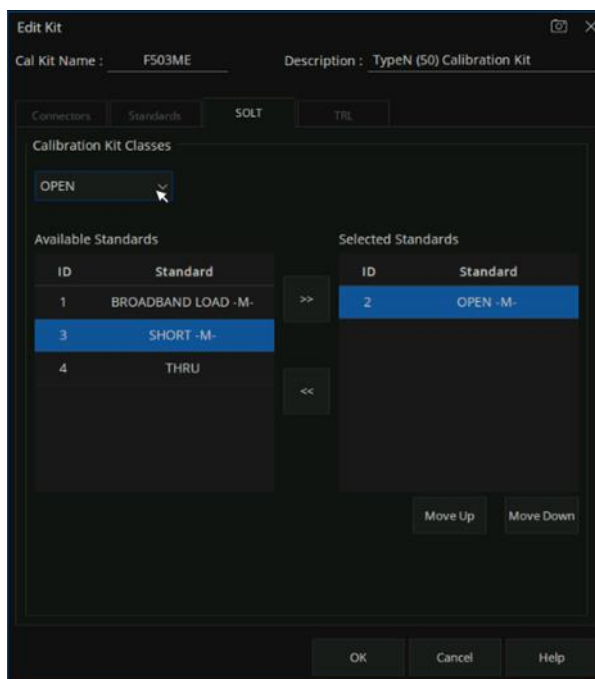 Edit Kit
Cal Kit Name : F503ME Description : TypeN (50) Calibration Kit
Connectors Standards SOLT TRL
Calibration Kit Classes
OPEN
Available Standards Selected Standards
ID Standard ID Standard
1 BROADBAND LOAD -M- >> 2 OPEN -M-
3 SHORT -M-
4 THRU
<<
Move Up Move Down
OK Cancel Help